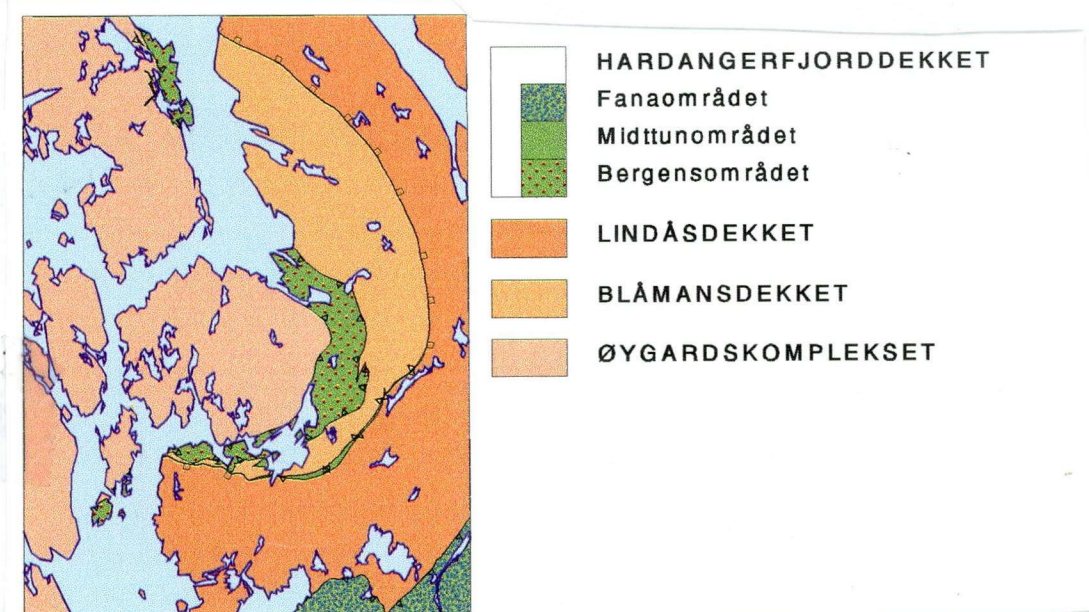 HARDANGERFJORDDEKKET
Fanaområdet
Midttunområdet
Bergensområdet
LINDÅSDEKKET
BLÅMANSDEKKET
ØYGARDSKOMPLEKSET